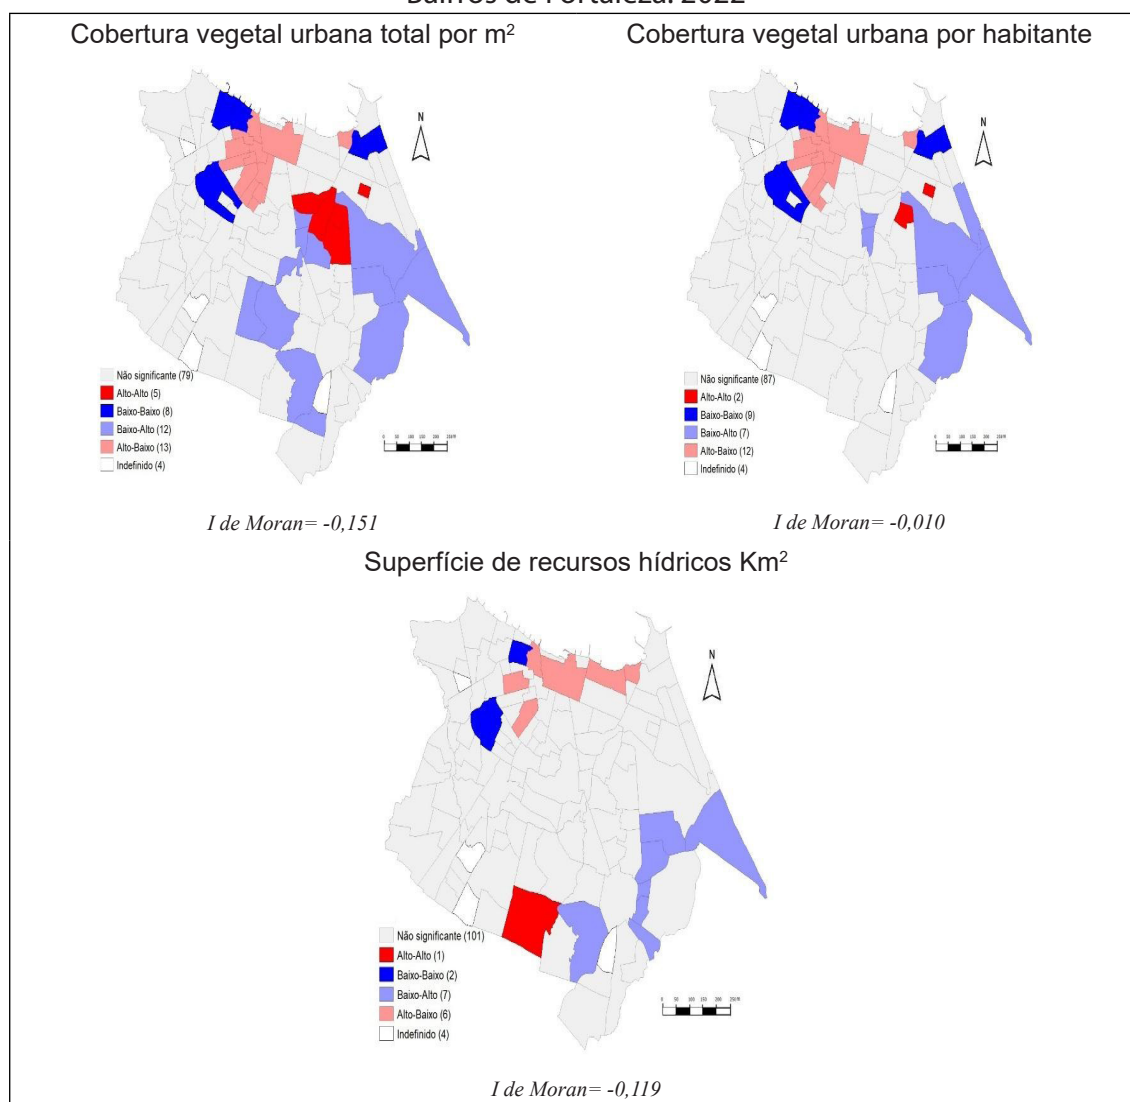 Bairros de Fortaleza. 2022
Cobertura vegetal urbana total por m²
N
Não significante (79)
Alto-Alto (5)
Baixo-Baixo (8)
Baixo-Alto (12)
Alto-Baixo (13)
Indefinido (4)
I de Moran= -0,151
Cobertura vegetal urbana por habitante
N
Não significante (87)
Alto-Alto (2)
Baixo-Baixo (9)
Baixo-Alto (7)
Alto-Baixo (12)
Indefinido (4)
I de Moran= -0,010
Superfície de recursos hídricos Km²
N
Não significante (101)
Alto-Alto (1)
Baixo-Baixo (2)
Baixo-Alto (7)
Alto-Baixo (6)
Indefinido (4)
I de Moran= -0,119